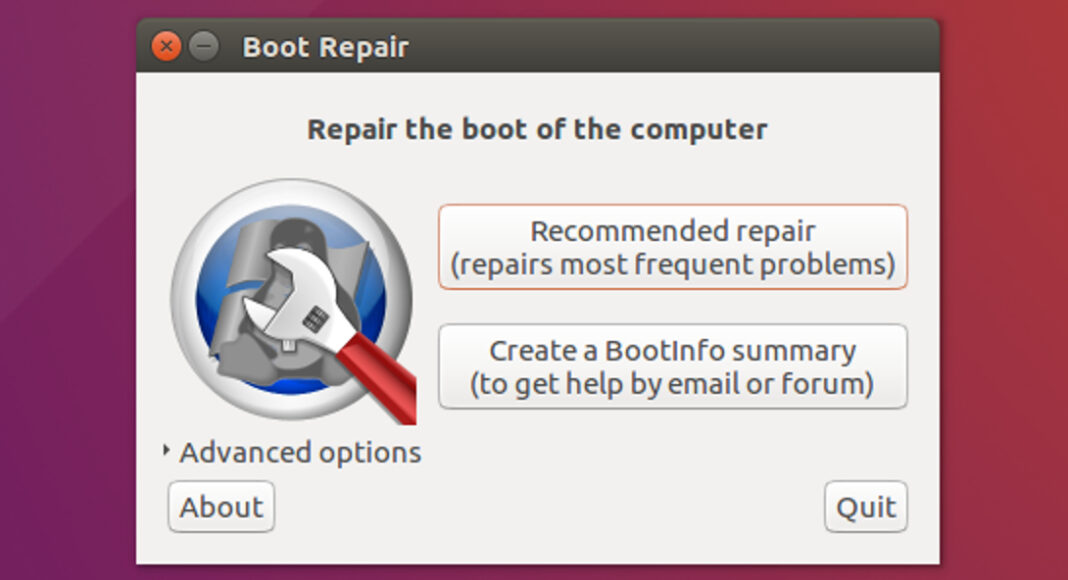 Boot Repair
Repair the boot of the computer
Recommended repair
(repairs most frequent problems)
Create a BootInfo summary
(to get help by email or forum)
Advanced options
About
Quit